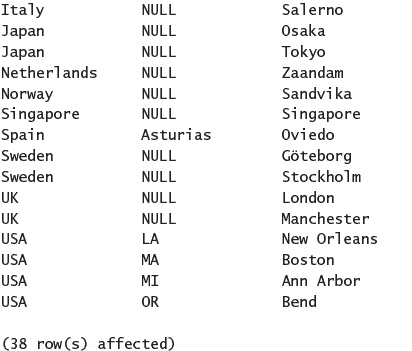 Italy NULL Salerno
Japan NULL Osaka
Japan NULL Tokyo
Netherlands NULL Zaandam
Norway NULL Sandvika
Singapore NULL Singapore
Spain Asturias Oviedo
Sweden NULL Göteborg
Sweden NULL Stockholm
UK NULL London
UK NULL Manchester
USA LA New Orleans
USA MA Boston
USA MI Ann Arbor
USA OR Bend
(38 row(s) affected)